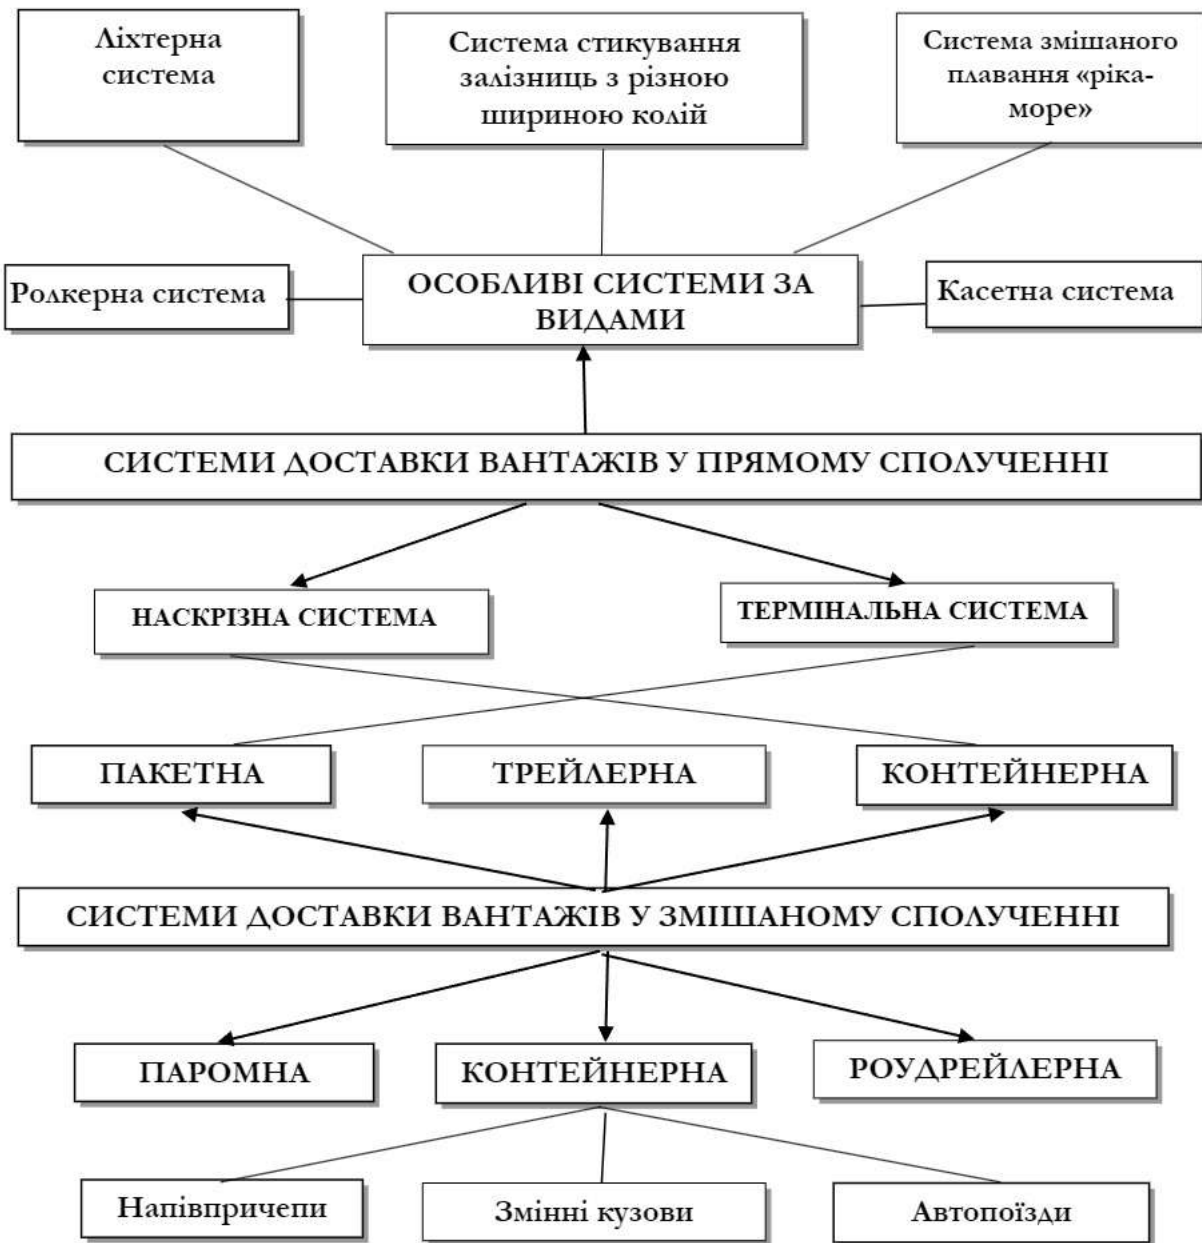 Ліхтерна
система
Система стикування
залізниць з різною
шириною колій
Система змішаного
плавання «ріка-
море»
Ролкерна система
ОСОБЛИВІ СИСТЕМИ ЗА
ВИДАМИ
Касетна система
СИСТЕМИ ДОСТАВКИ ВАНТАЖІВ У ПРЯМОМУ СПОЛУЧЕННІ
НАСКРІЗНА СИСТЕМА
ТЕРМІНАЛЬНА СИСТЕМА
ПАКЕТНА
ТРЕЙЛЕРНА
КОНТЕЙНЕРНА
СИСТЕМИ ДОСТАВКИ ВАНТАЖІВ У ЗМІШАНОМУ СПОЛУЧЕННІ
ПАРОМНА
КОНТЕЙНЕРНА
РОУДРЕЙЛЕРНА
Напівпричепи
Змінні кузови
Автопоїзди